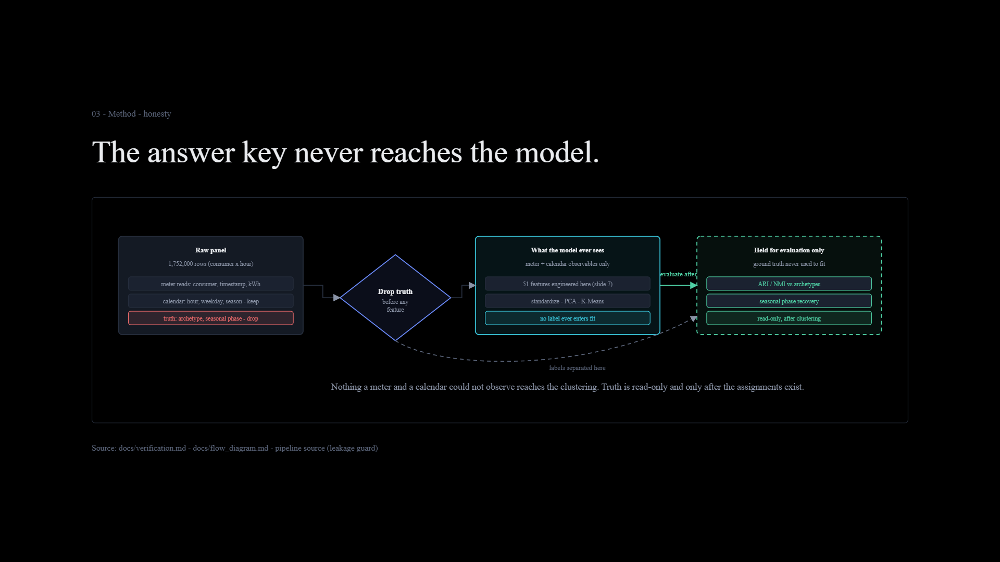 03 - Method - honesty
The answer key never reaches the model.
Raw panel
1,752,000 rows (consumer x hour)
meter reads: consumer, timestamp, kWh
calendar: hour, weekday, season - keep
truth: archetype, seasonal phase - drop
Drop truth
before any
feature
What the model ever sees
meter + calendar observables only
51 features engineered here (slide 7)
standardize - PCA - K-Means
no label ever enters fit
evaluate after
Held for evaluation only
ground truth never used to fit
ARI / NMI vs archetypes
seasonal phase recovery
read-only, after clustering
labels separated here
Nothing a meter and a calendar could not observe reaches the clustering. Truth is read-only and only after the assignments exist.
Source: docs/verification.md - docs/flow_diagram.md - pipeline source (leakage guard)